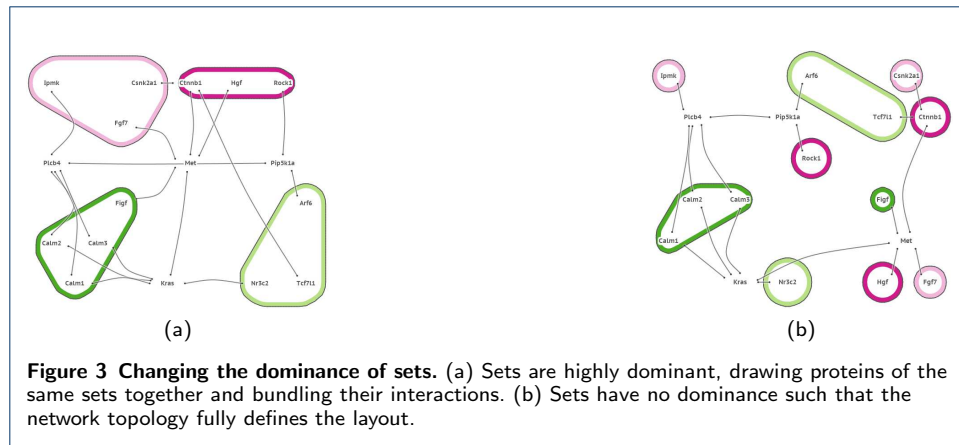 Ipmk Csnk2a1 Ctnnb1 Hgf Rock1
Fgf7
Plcb4 Met Pip5k1a
Figf Arf6
Calm2 Calm3
Calm1 Kras Nr3c2 Tcf7l1
(a)
Ipmk Arf6 Csnk2a1
Plcb4 Pip5k1a Tcf7l1 Ctnnb1
Rock1
Calm2 Calm3 Figf
Calm1 Met
Kras Nr3c2 Hgf Fgf7
(b)
Figure 3 Changing the dominance of sets. (a) Sets are highly dominant, drawing proteins of the
same sets together and bundling their interactions. (b) Sets have no dominance such that the
network topology fully defines the layout.